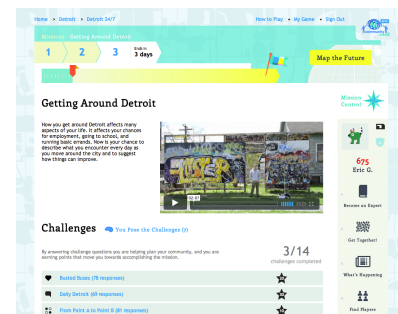 Home > Detroit > Detroit 24/7
How to Play • My Game • Sign Out
Community
Missions Getting Around Detroit
1 2 3 Ends in 3 days
Map the Future
Getting Around Detroit
Mission Control
How you get around Detroit affects many
aspects of your life. It affects your chances
for employment, going to school, and
running basic errands. Now is your chance to
describe what you encounter every day as
you move around the city and to suggest
how things can improve.
02:07
675
Eric G.
Become an Expert
Challenges You Pose the Challenges
3/14
challenges completed
By answering challenge questions you are helping plan your community, and you are
earning points that move you towards accomplishing the mission.
Get Together!
What's Happening
Busted Buses (78 responses)
Daily Detroit (69 responses)
From Point A to Point B (81 responses)
Find Players